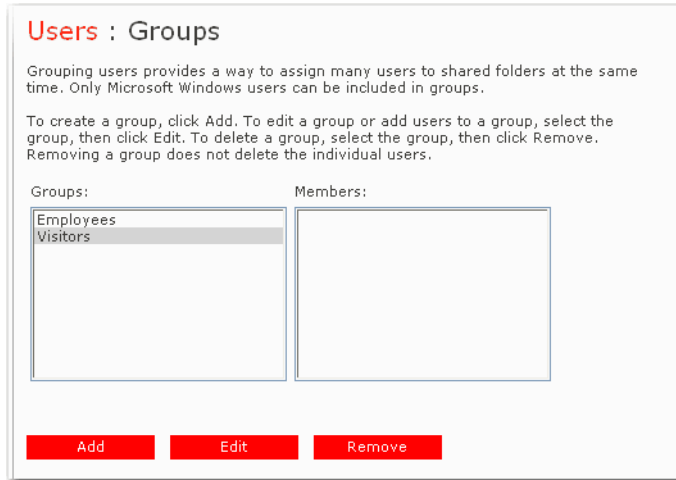 Users : Groups
Grouping users provides a way to assign many users to shared folders at the same
time. Only Microsoft Windows users can be included in groups.
To create a group, click Add. To edit a group or add users to a group, select the
group, then click Edit. To delete a group, select the group, then click Remove.
Removing a group does not delete the individual users.
Groups: Members:
Employees
Visitors
Add Edit Remove